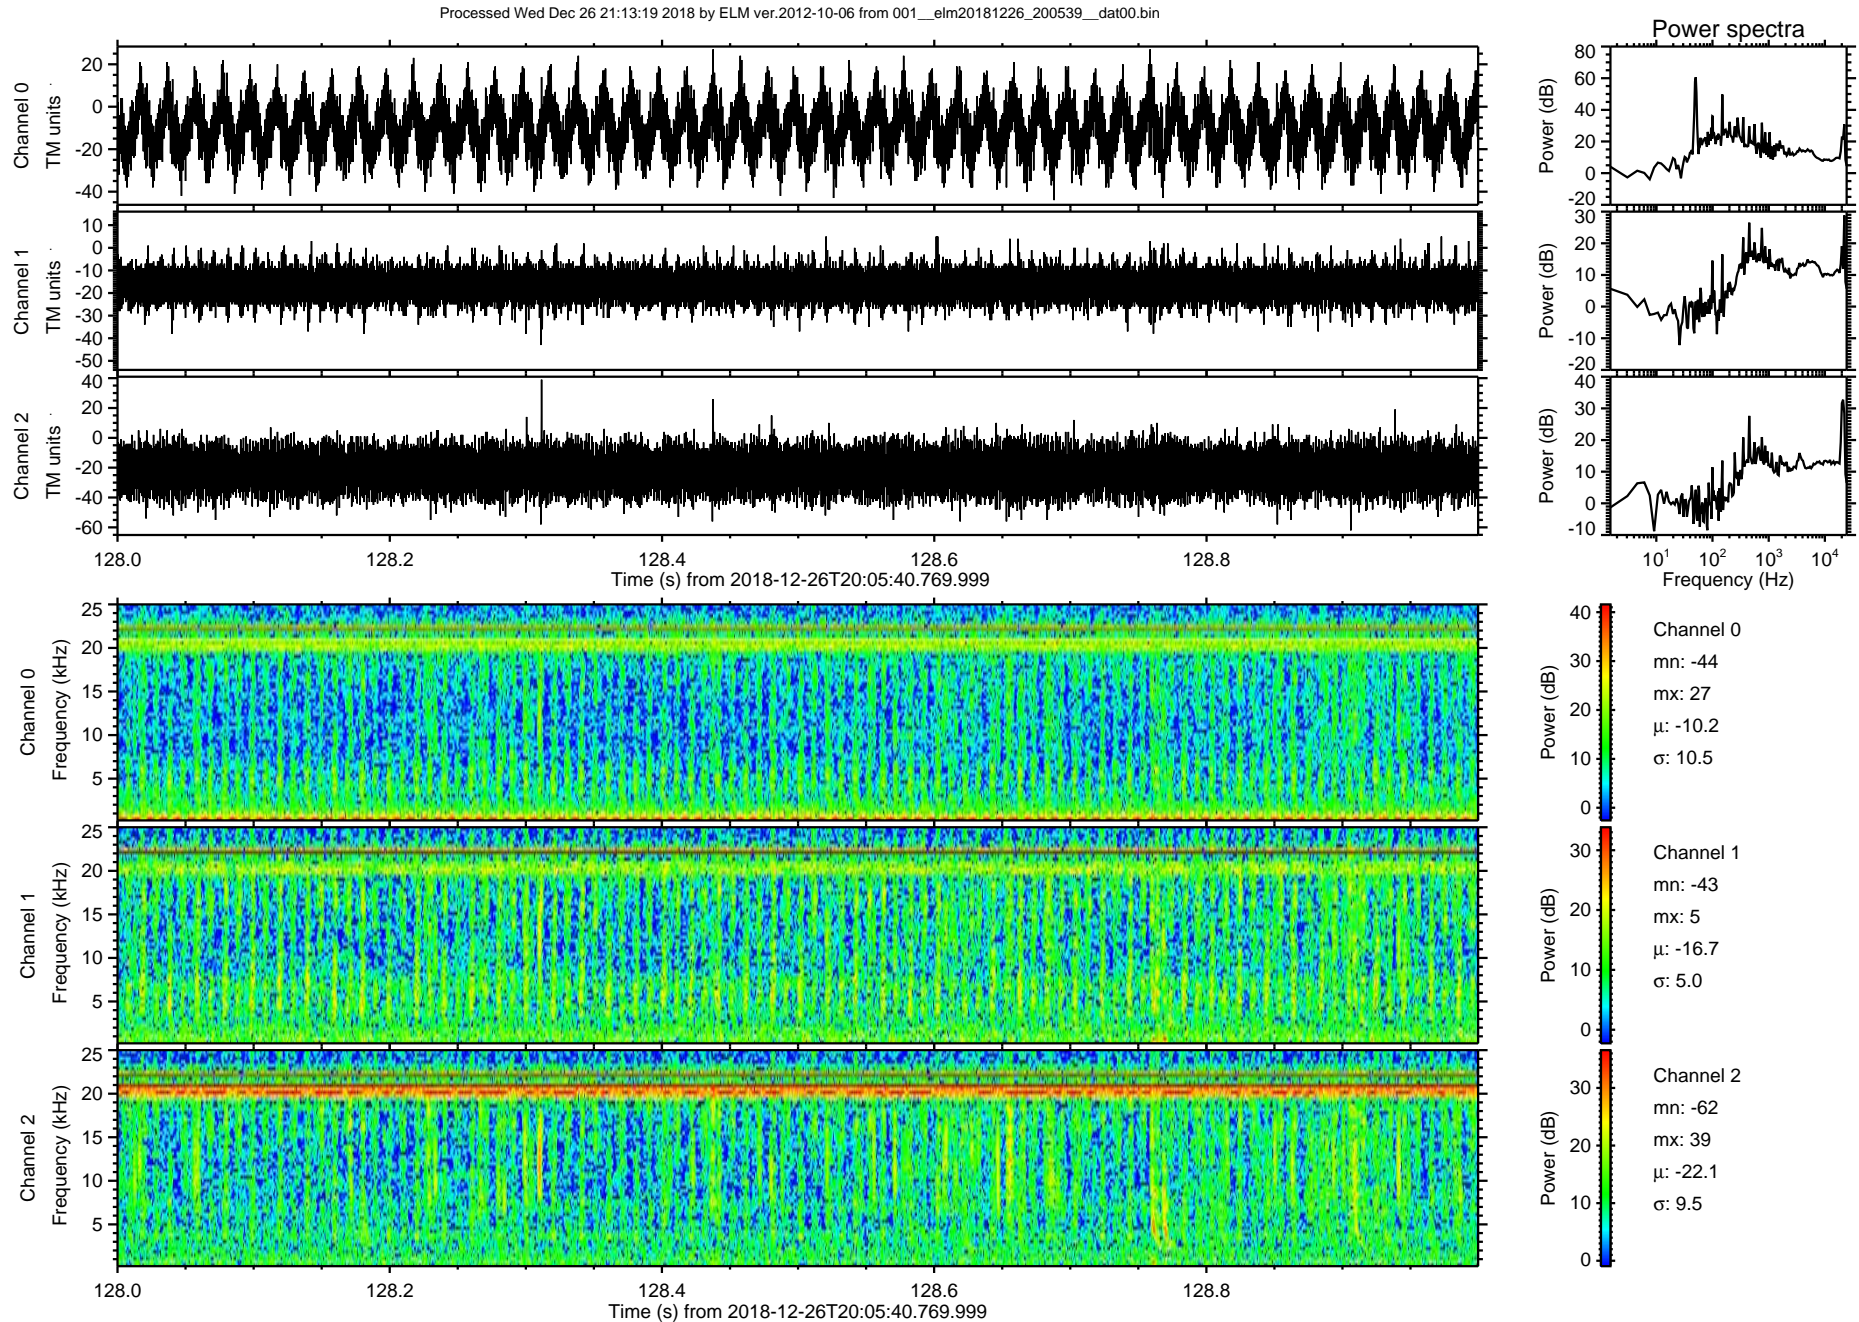 Processed Wed Dec 26 21:13:19 2018 by ELM ver.2012-10-06 from 001__elm20181226_200539__dat00.bin
Power spectra
Channel 0
TM units
20
0
-20
-40
Power (dB)
80
60
40
20
0
-20
Channel 1
TM units
10
0
-10
-20
-30
-40
-50
Power (dB)
30
20
10
0
-10
-20
Channel 2
TM units
40
20
0
-20
-40
-60
Power (dB)
40
30
20
10
0
-10
128.0 128.2 128.4 128.6 128.8
Time (s) from 2018-12-26T20:05:40.769.999
10^1 10^2 10^3 10^4
Frequency (Hz)
Channel 0
Frequency (kHz)
25
20
15
10
5
Power (dB)
40
30
20
10
0
Channel 0
mn: -44
mx: 27
μ: -10.2
σ: 10.5
Channel 1
Frequency (kHz)
25
20
15
10
5
Power (dB)
30
20
10
0
Channel 1
mn: -43
mx: 5
μ: -16.7
σ: 5.0
Channel 2
Frequency (kHz)
25
20
15
10
5
Power (dB)
30
20
10
0
Channel 2
mn: -62
mx: 39
μ: -22.1
σ: 9.5
128.0 128.2 128.4 128.6 128.8
Time (s) from 2018-12-26T20:05:40.769.999